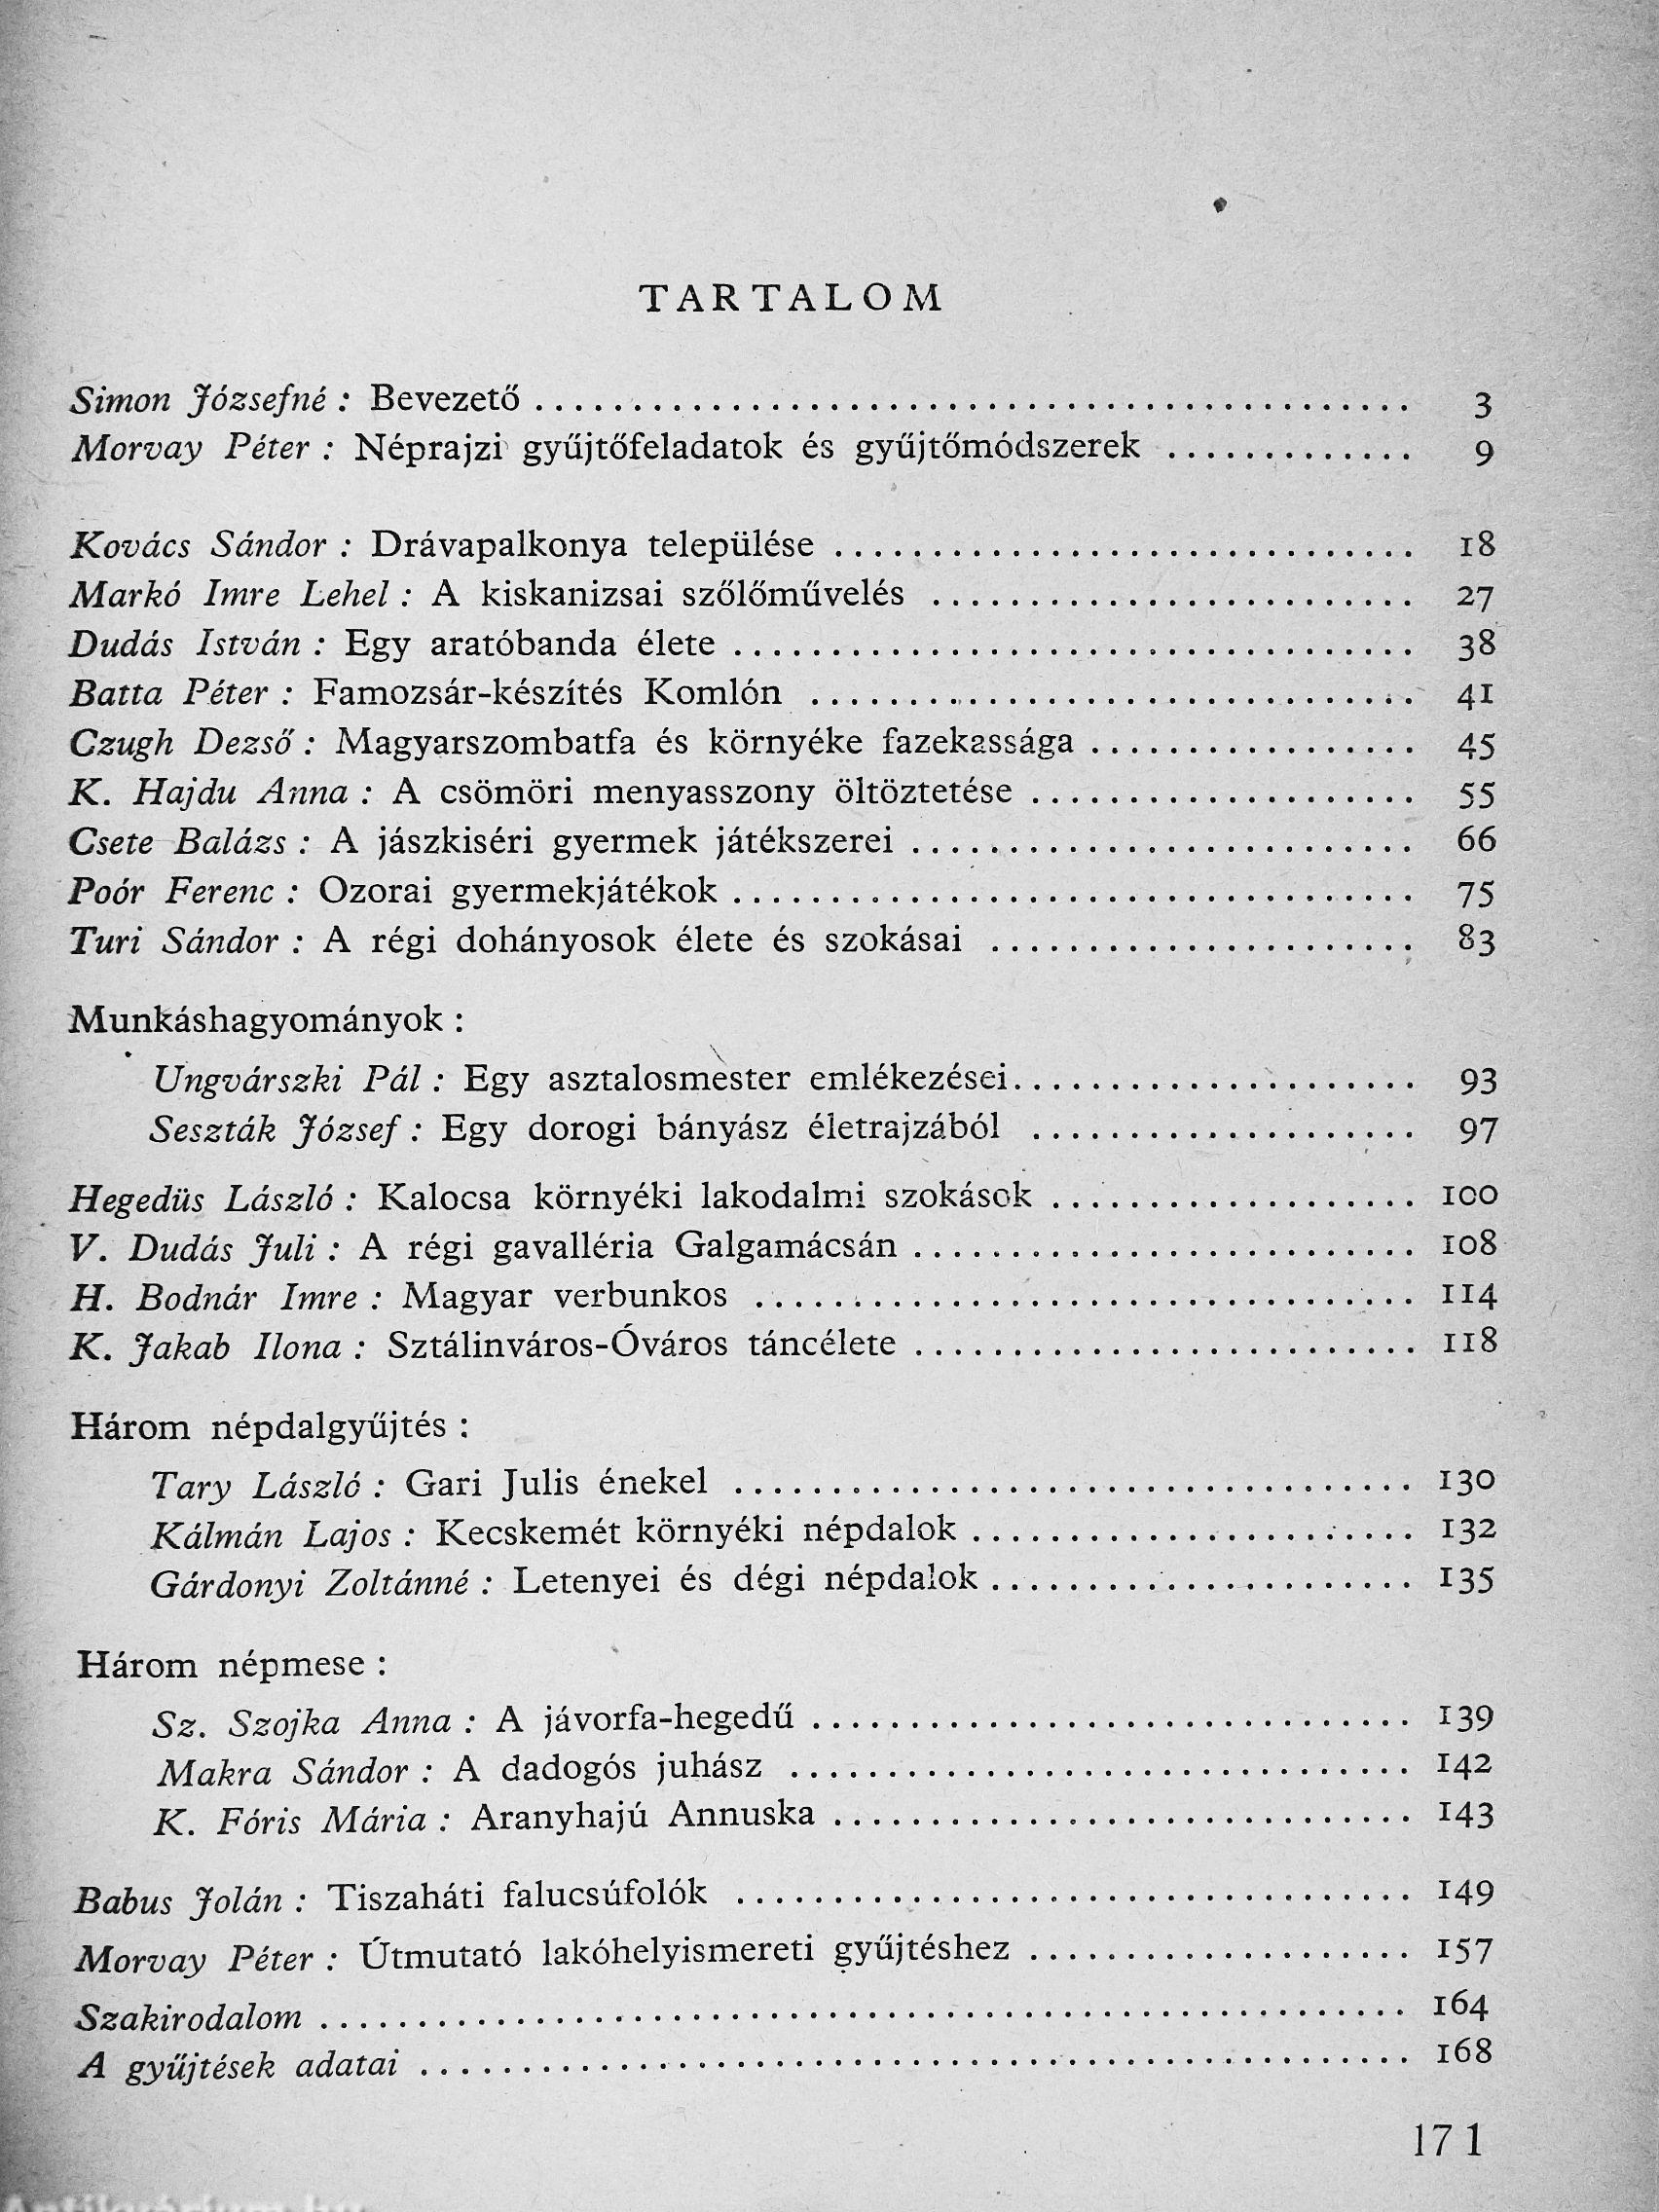 TARTALOM
Simon Józsefné : Bevezető ............................................. 3
Morvay Péter : Néprajzi gyűjtőfeladatok és gyűjtőmódszerek ............. 9
Kovács Sándor : Drávapalkonya települése .............................. 18
Markó Imre Lehel : A kiskanizsai szőlőművelés ......................... 27
Dudás István : Egy aratóbanda élete ................................... 38
Batta Péter : Famozsár-készítés Komlón ............................... 41
Czugh Dezső : Magyarszombatfa és környéke fazekassága ................. 45
K. Hajdu Anna : A csömöri menyasszony öltöztetése .................... 55
Csete Balázs : A jászkiséri gyermek játékszerei .......................... 66
Poór Ferenc : Ozorai gyermekjátékok ................................... 75
Turi Sándor : A régi dohányosok élete és szokásai ...................... 83
Munkáshagyományok :
Ungvárszki Pál : Egy asztalosmester emlékezései..................... 93
Seszták József : Egy dorogi bányász életrajzából .................... 97
Hegedüs László : Kalocsa környéki lakodalmi szokások ................... 100
V. Dudás Juli : A régi gavalléria Galgamácsán .......................... 108
H. Bodnár Imre : Magyar verbunkos .................................. 114
K. Jakab Ilona : Sztálinváros-Óváros táncélete .......................... 118
Három népdalgyűjtés :
Tary László : Gari Julis énekel ................................... 130
Kálmán Lajos : Kecskemét környéki népdalok ....................... 132
Gárdonyi Zoltánné : Letenyei és dégi népdalok ...................... 135
Három népmese :
Sz. Szojka Anna : A jávorfa-hegedű ............................... 139
Makra Sándor : A dadogós juhász ................................ 142
K. Fóris Mária : Aranyhajú Annuska .............................. 143
Babus Jolán : Tiszaháti falucsúfolók ................................... 149
Morvay Péter : Útmutató lakóhelyismereti gyűjtéshez .................... 157
Szakirodalom ......................................................... 164
A gyűjtések adatai ................................................... 168
171